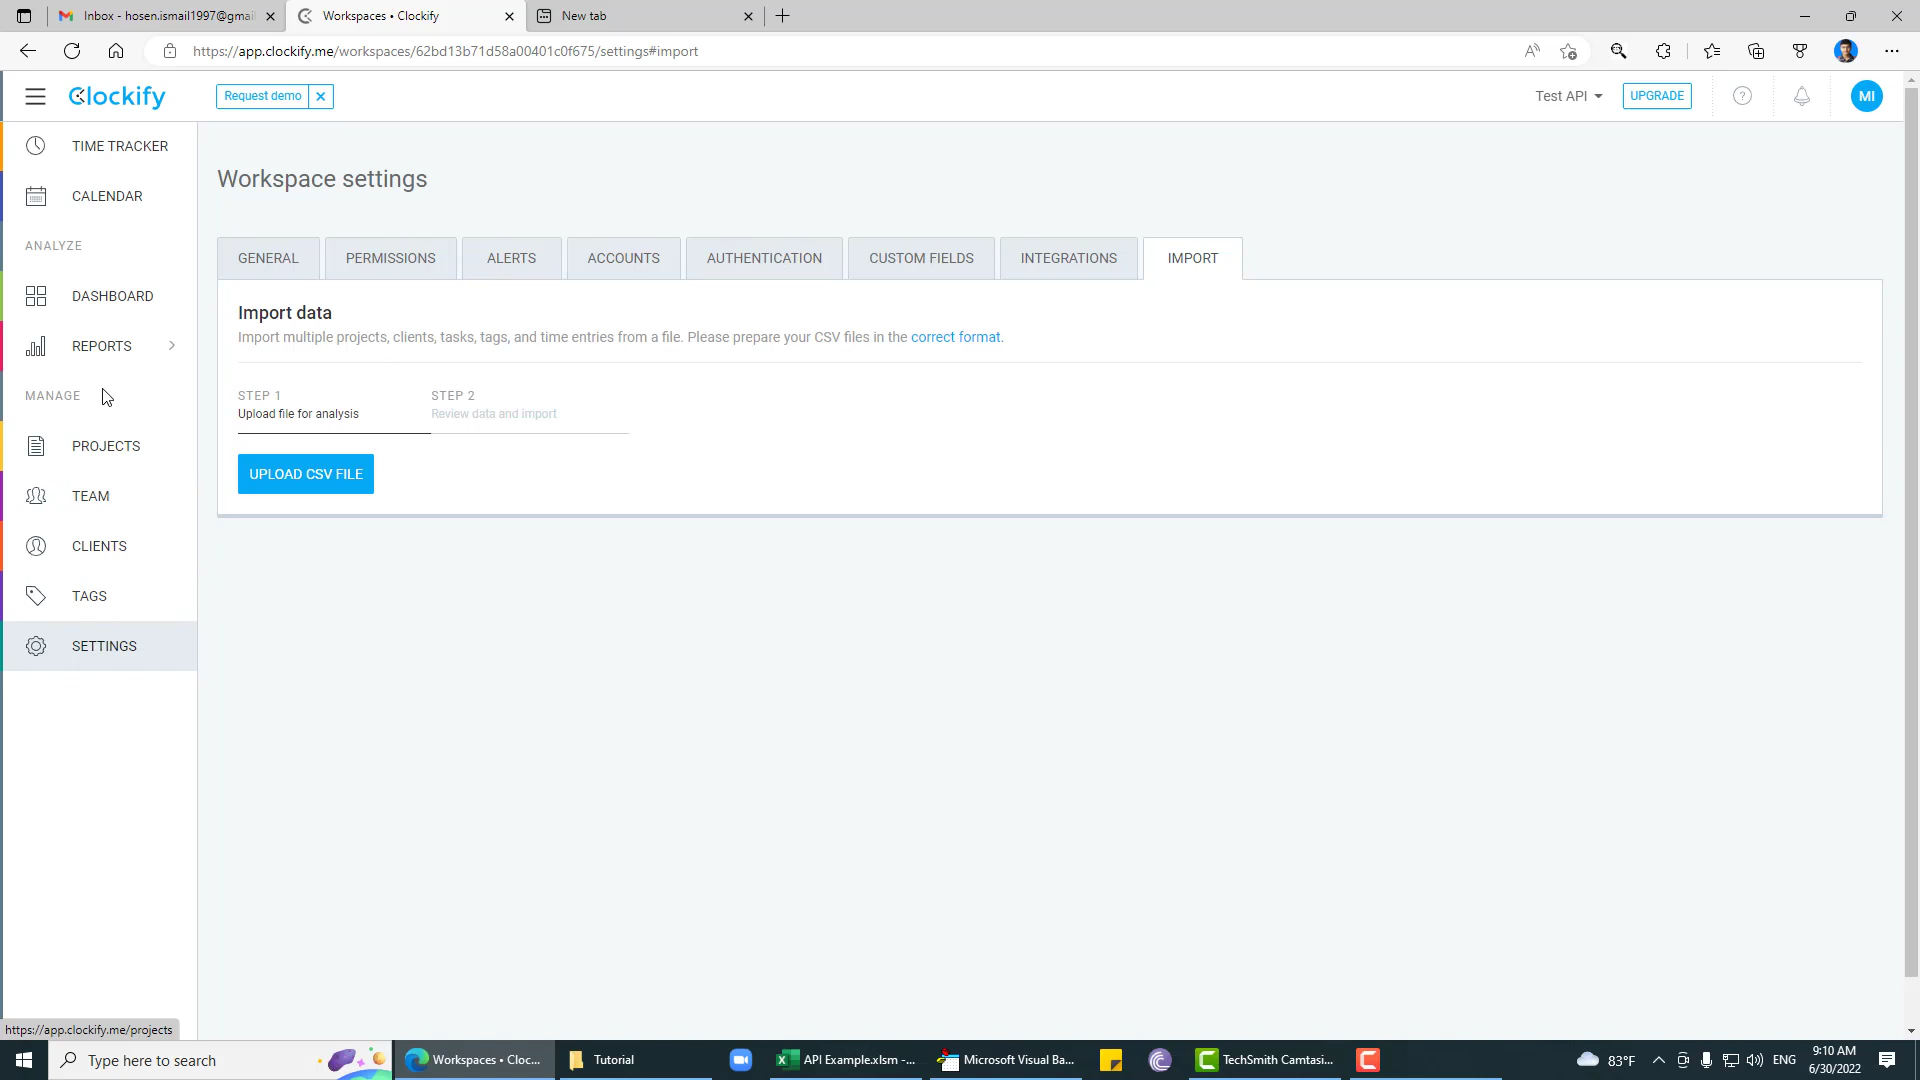 Inbox - hosen.ismail1997@gmail
Workspaces • Clockify
New tab
https://app.clockify.me/workspaces/62bd13b71d58a00401c0f675/settings#import
Clockify
Request demo
Test API
UPGRADE
MI
TIME TRACKER
CALENDAR
ANALYZE
DASHBOARD
REPORTS
MANAGE
PROJECTS
TEAM
CLIENTS
TAGS
SETTINGS
Workspace settings
GENERAL
PERMISSIONS
ALERTS
ACCOUNTS
AUTHENTICATION
CUSTOM FIELDS
INTEGRATIONS
IMPORT
Import data
Import multiple projects, clients, tasks, tags, and time entries from a file. Please prepare your CSV files in the correct format.
STEP 1
Upload file for analysis
STEP 2
Review data and import
UPLOAD CSV FILE
https://app.clockify.me/projects
Type here to search
Workspaces • Cloc...
Tutorial
API Example.xlsm -...
Microsoft Visual Ba...
TechSmith Camtasi...
83°F
ENG
9:10 AM
6/30/2022